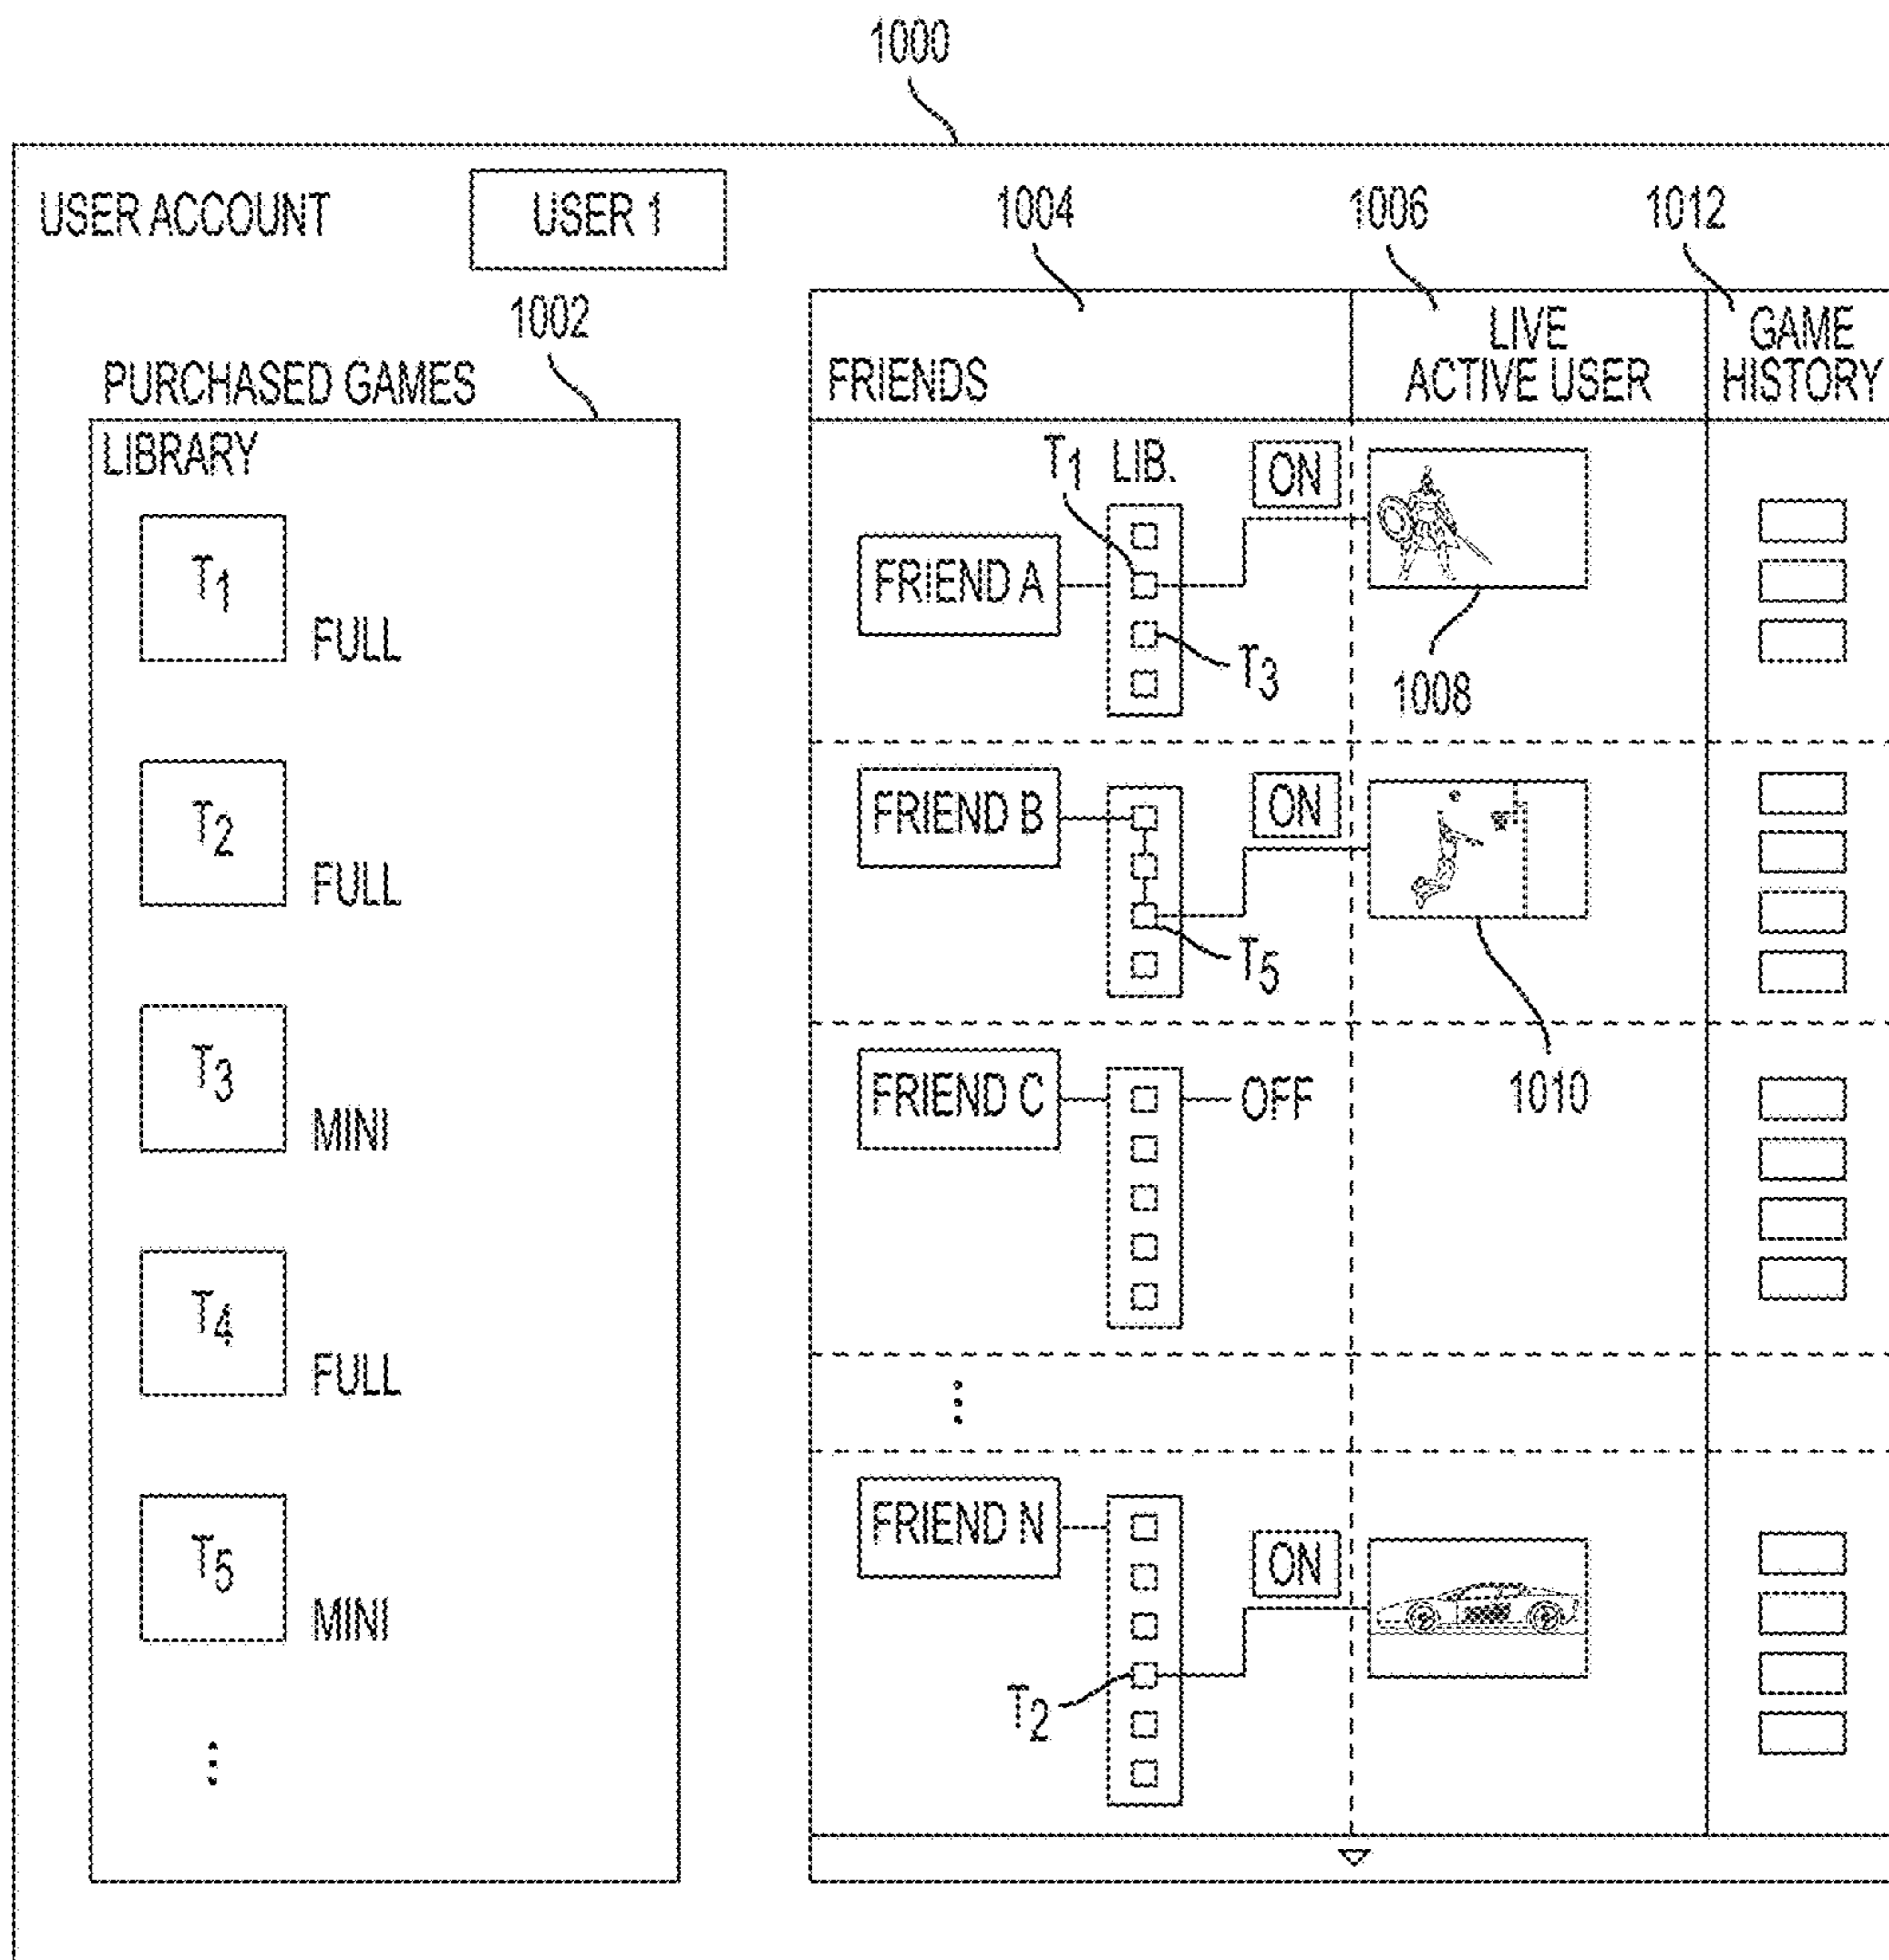 1000
USER ACCOUNT
USER 1
1004
1006
1012
1002
PURCHASED GAMES
LIBRARY
T1
FULL
T2
FULL
T3
MINI
T4
FULL
T5
MINI
FRIENDS
LIVE
ACTIVE USER
GAME
HISTORY
T1
LIB.
ON
FRIEND A
T3
1008
FRIEND B
ON
T5
1010
FRIEND C
OFF
FRIEND N
ON
T2